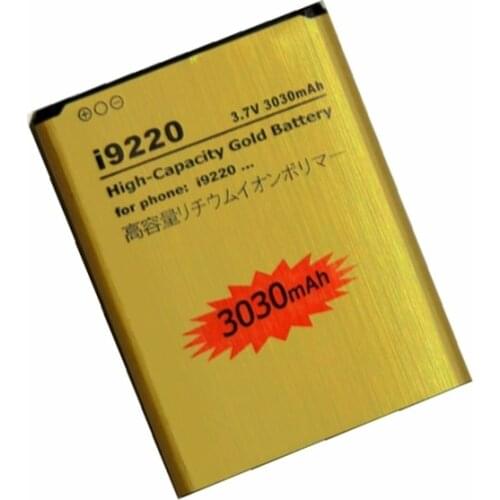 3.7V 3030mAh
i9220
High-Capacity Gold Battery
for phone: i9220 ...
高容量リチウムイオンポリマー
3030mAh